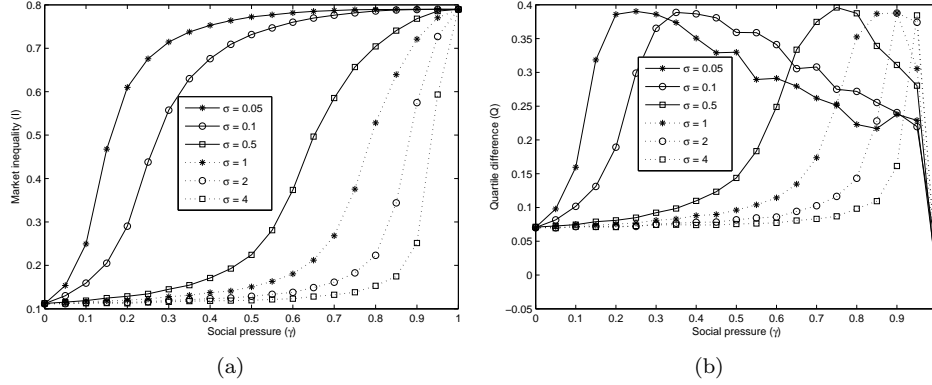 0.8
0.7
0.6
0.5
0.4
0.3
0.2
0.1
Market inequality (I)
0 0.1 0.2 0.3 0.4 0.5 0.6 0.7 0.8 0.9 1
Social pressure (γ)
σ = 0.05
σ = 0.1
σ = 0.5
σ = 1
σ = 2
σ = 4
(a)
0.4
0.35
0.3
0.25
0.2
0.15
0.1
0.05
0
−0.05
Quartile difference (Q)
0 0.1 0.2 0.3 0.4 0.5 0.6 0.7 0.8 0.9
Social pressure (γ)
σ = 0.05
σ = 0.1
σ = 0.5
σ = 1
σ = 2
σ = 4
(b)